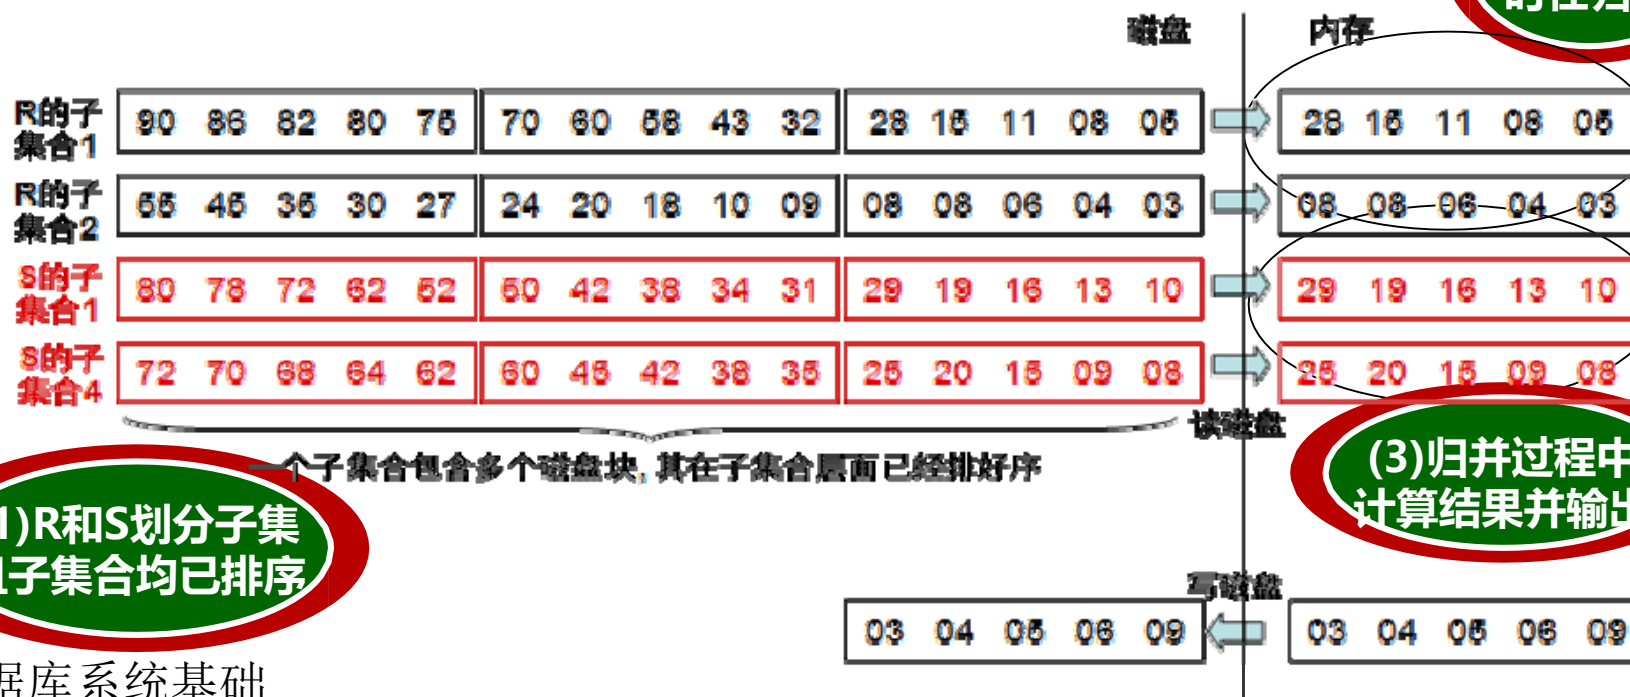 的任归
磁盘 内存
R的子
集合1
90 86 82 80 75 70 60 58 43 32 28 15 11 08 05 28 15 11 08 05
R的子
集合2
55 45 35 30 27 24 20 18 10 09 08 08 06 04 03 08 08 06 04 03
S的子
集合1
80 78 72 62 52 50 42 38 34 31 29 19 16 13 10 29 19 16 13 10
S的子
集合4
72 70 68 64 62 60 45 42 38 35 25 20 15 09 08 25 20 15 09 08
读磁盘
一个子集合包含多个磁盘块, 其在子集合层面已经排好序
(3)归并过程中
计算结果并输出
1)R和S划分子集
且子集合均已排序
写磁盘
03 04 05 06 09 03 04 05 06 09
据库系统基础